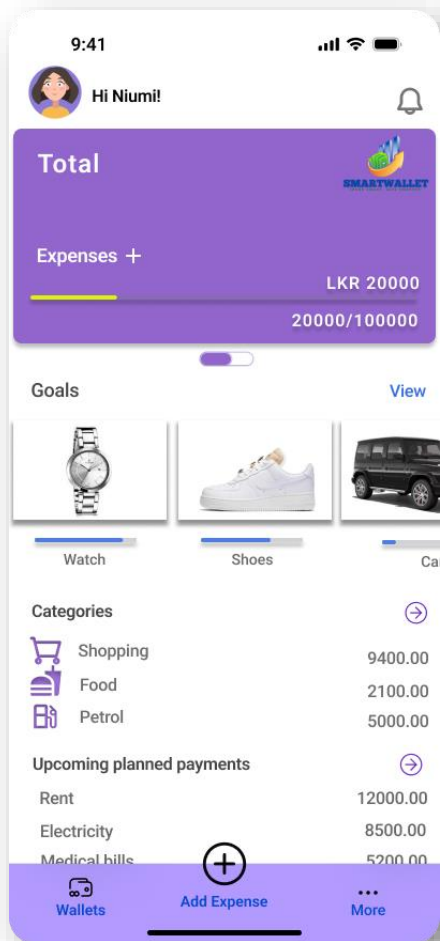 9:41
Hi Niumi!
Total
SMARTWALLET
Expenses +
LKR 20000
20000/100000
Goals View
Watch Shoes Ca
Categories
Shopping 9400.00
Food 2100.00
Petrol 5000.00
Upcoming planned payments
Rent 12000.00
Electricity 8500.00
Medical bills 5200.00
Wallets Add Expense More